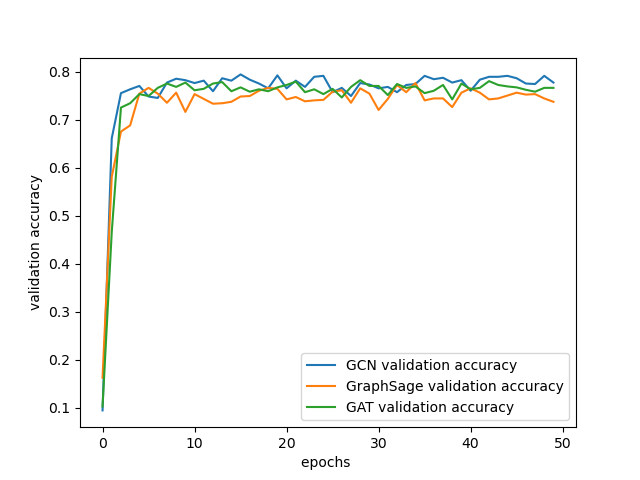 0.8
0.7
0.6
0.5
0.4
0.3
0.2
0.1
validation accuracy
GCN validation accuracy
GraphSage validation accuracy
GAT validation accuracy
0 10 20 30 40 50
epochs